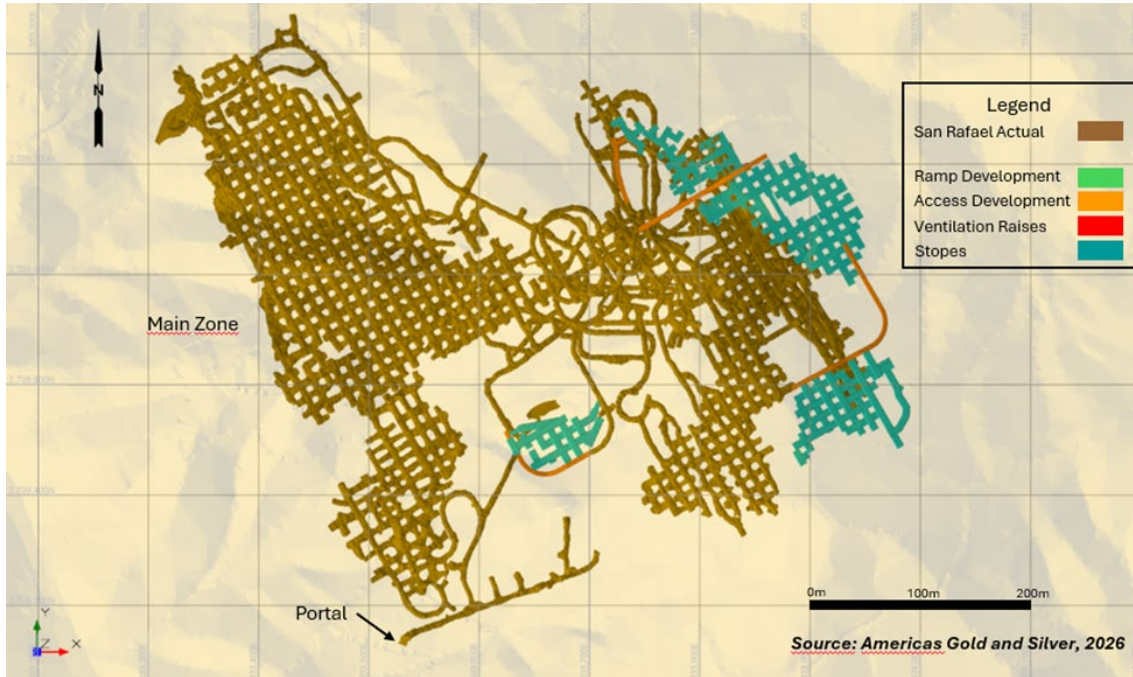 N
Legend
San Rafael Actual
Ramp Development
Access Development
Ventilation Raises
Stopes
Main Zone
Portal
0m 100m 200m
Source: Americas Gold and Silver, 2026
Y
Z X